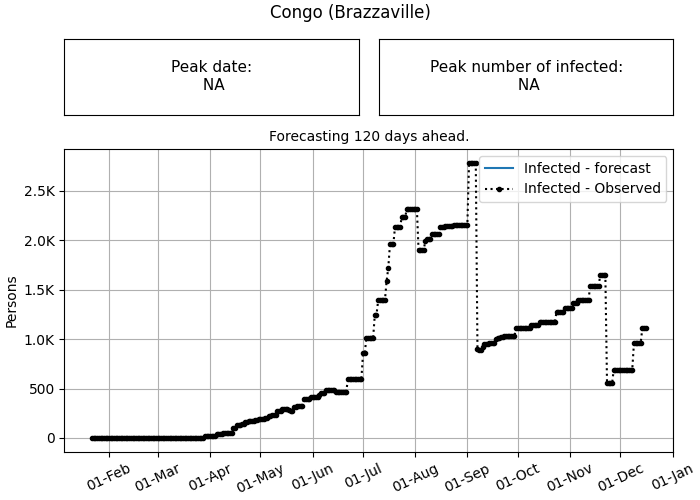 Congo (Brazzaville)
Peak date:
NA
Peak number of infected:
NA
Forecasting 120 days ahead.
Infected - forecast
Infected - Observed
Persons
2.5K
2.0K
1.5K
1.0K
500
0
01-Feb
01-Mar
01-Apr
01-May
01-Jun
01-Jul
01-Aug
01-Sep
01-Oct
01-Nov
01-Dec
01-Jan